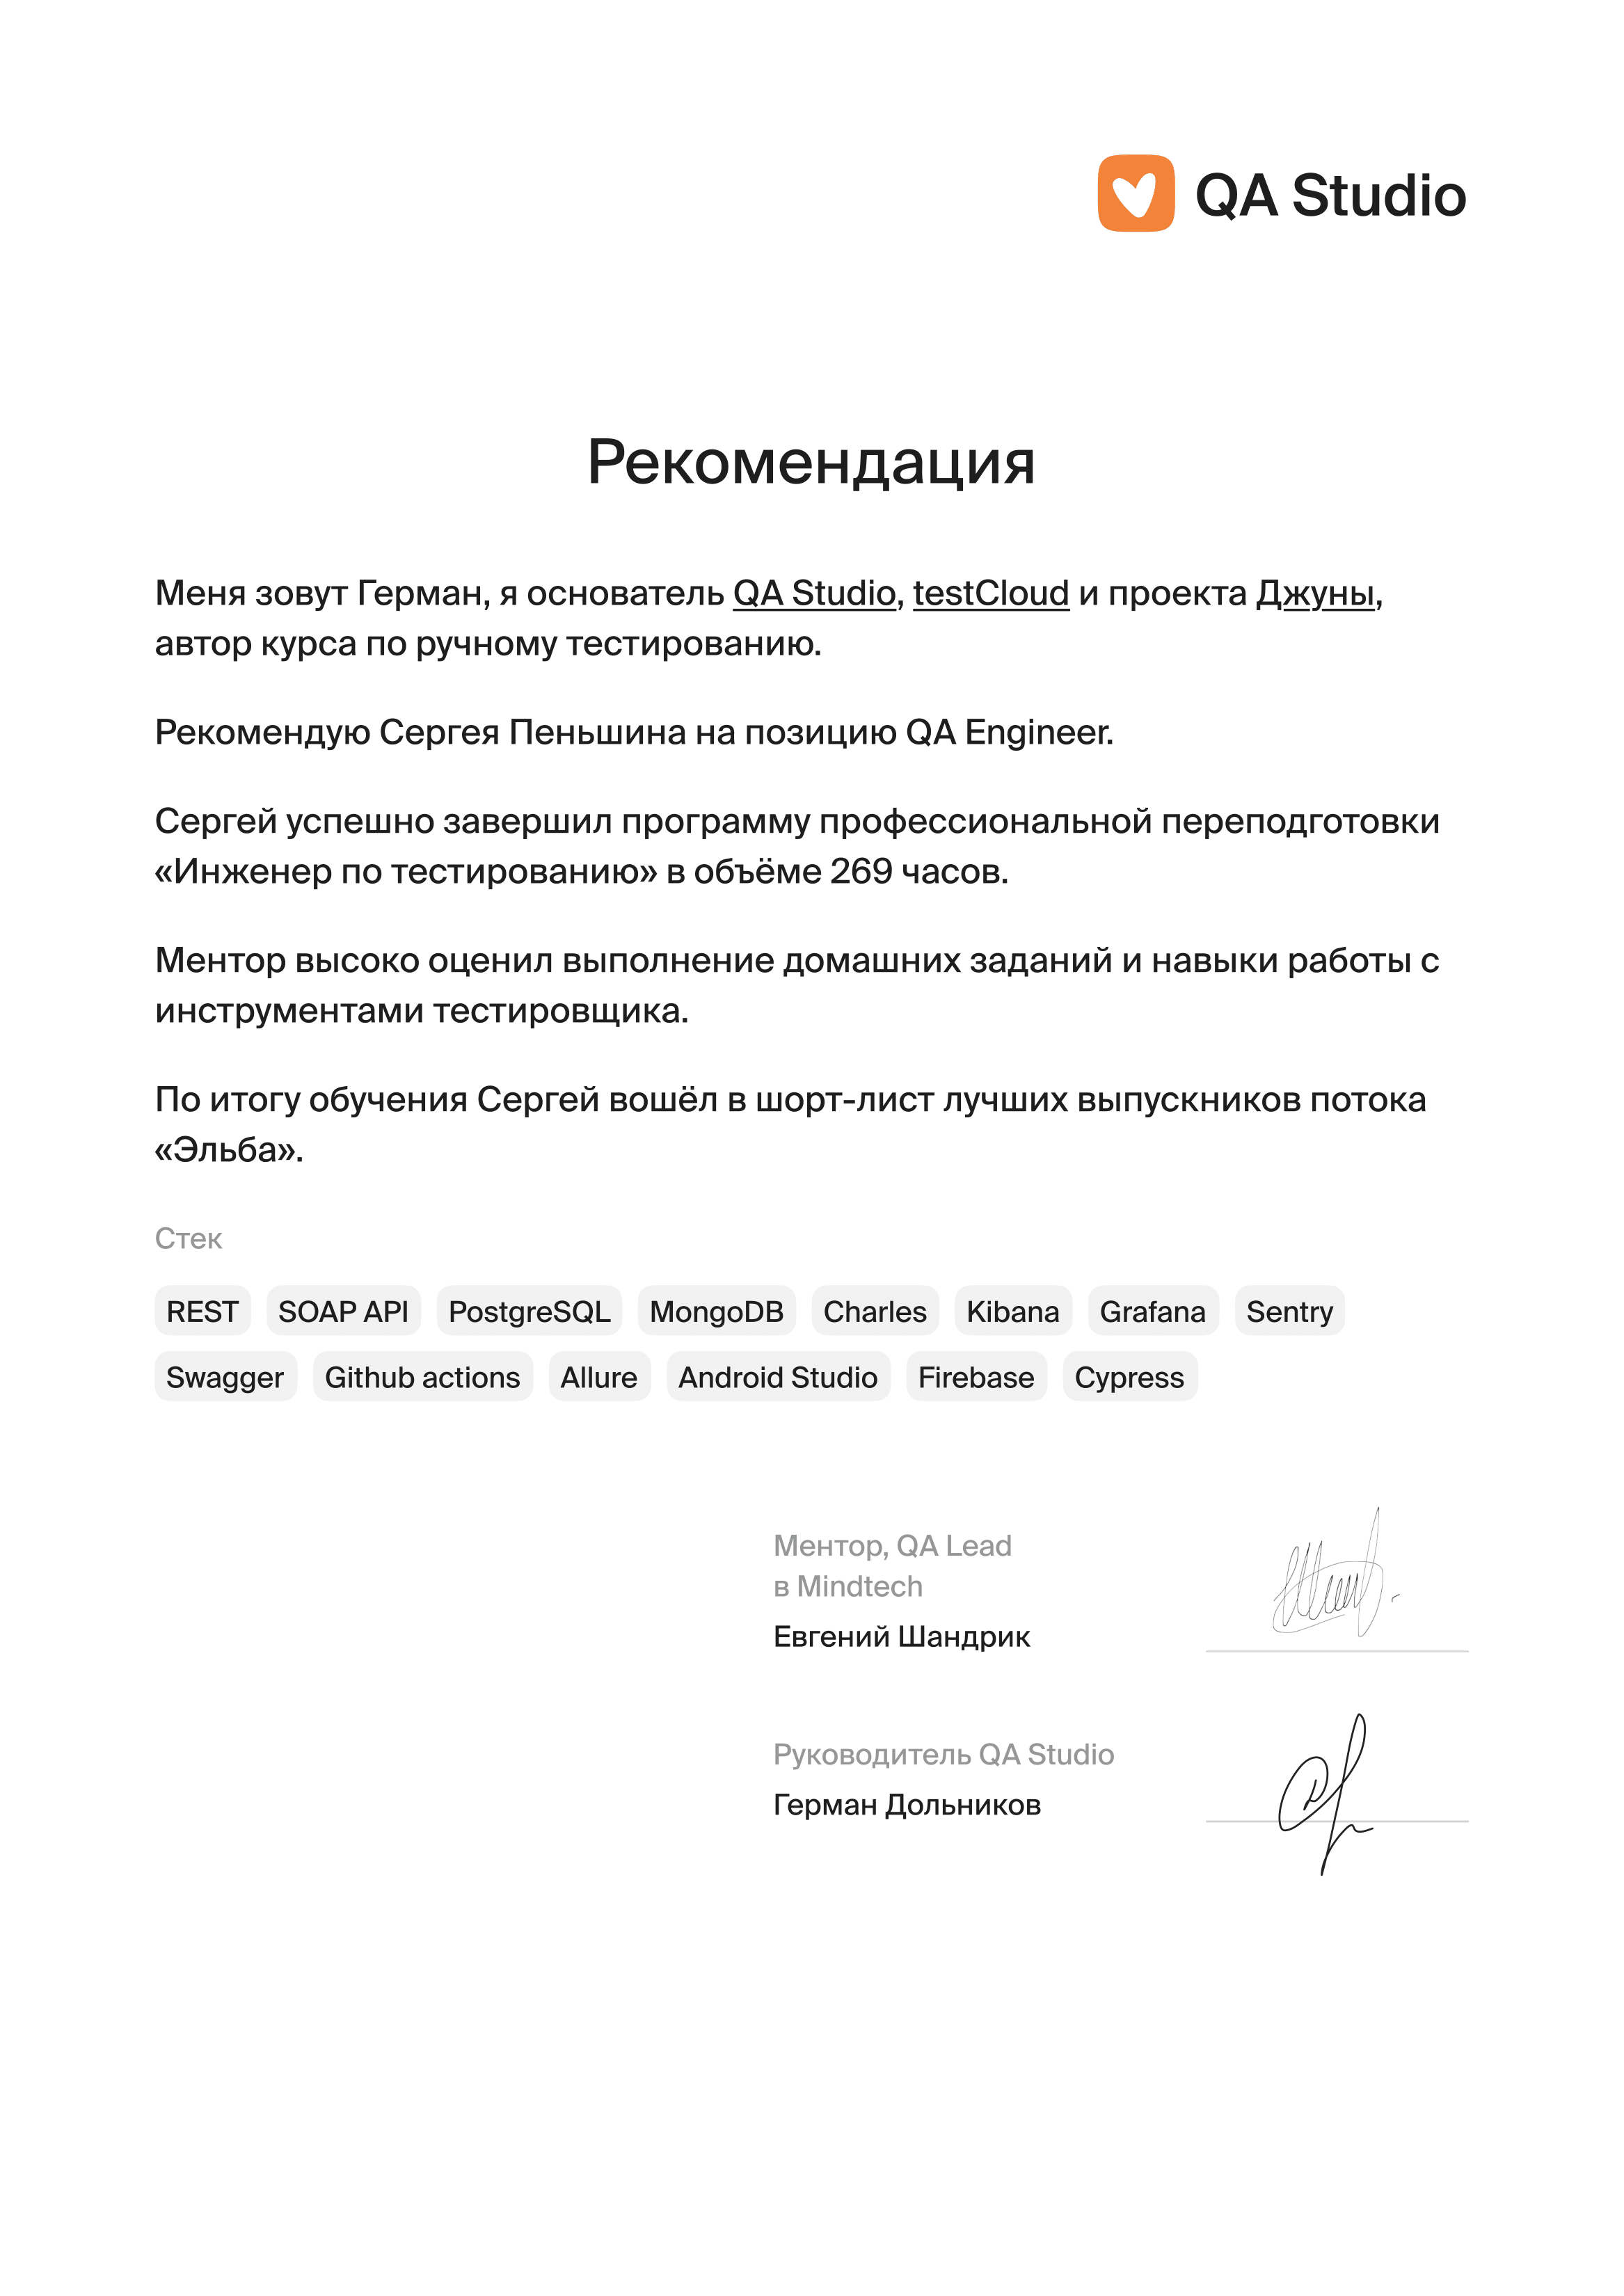 QA Studio
Рекомендация
Меня зовут Герман, я основатель QA Studio, testCloud и проекта Джуны,
автор курса по ручному тестированию.
Рекомендую Сергея Пеньшина на позицию QA Engineer.
Сергей успешно завершил программу профессиональной переподготовки
«Инженер по тестированию» в объёме 269 часов.
Ментор высоко оценил выполнение домашних заданий и навыки работы с
инструментами тестировщика.
По итогу обучения Сергей вошёл в шорт-лист лучших выпускников потока
«Эльба».
Стек
REST SOAP API PostgreSQL MongoDB Charles Kibana Grafana Sentry
Swagger Github actions Allure Android Studio Firebase Cypress
Ментор, QA Lead
в Mindtech
Евгений Шандрик
Руководитель QA Studio
Герман Дольников